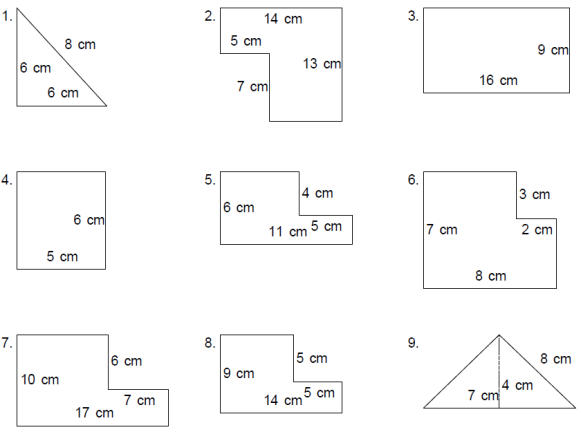 1.
8 cm
6 cm
6 cm
2.
14 cm
5 cm
13 cm
7 cm
3.
9 cm
16 cm
4.
6 cm
5 cm
5.
4 cm
6 cm
11 cm 5 cm
6.
3 cm
7 cm
2 cm
8 cm
7.
6 cm
10 cm
7 cm
17 cm
8.
5 cm
9 cm
14 cm 5 cm
9.
8 cm
4 cm
7 cm